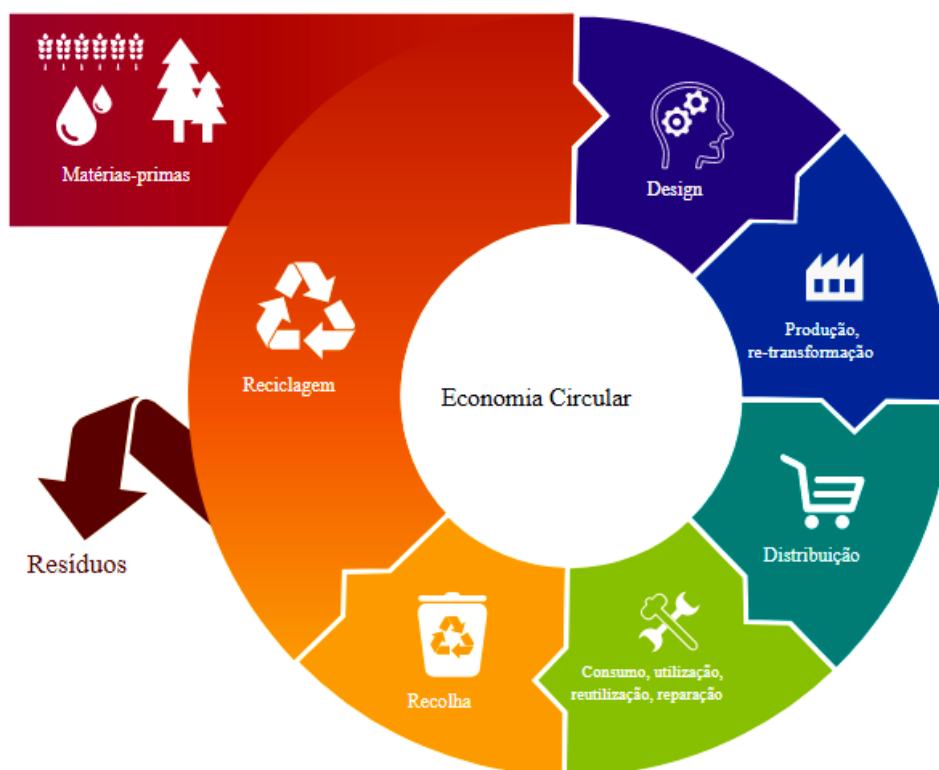 Matérias-primas
Design
Produção,
re-transformação
Reciclagem
Economia Circular
Distribuição
Resíduos
Consumo, utilização,
reutilização, reparação
Recolha